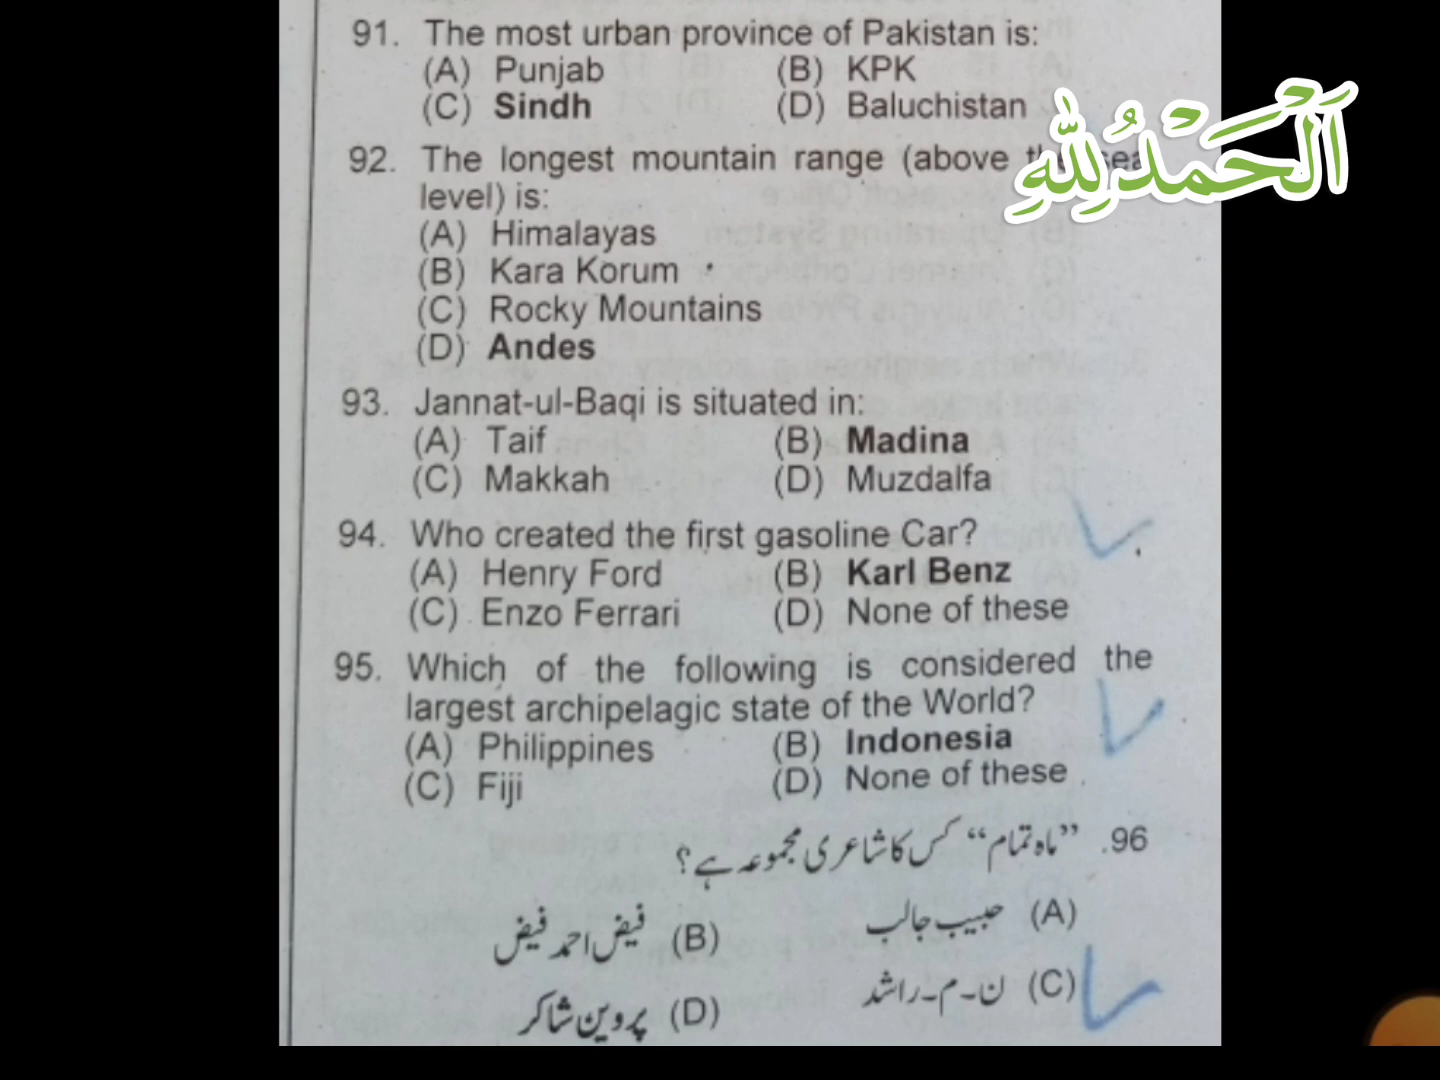 91. The most urban province of Pakistan is:
(A) Punjab (B) KPK
(C) Sindh (D) Baluchistan
اَلْحَمْدُلِلّٰهِ
92. The longest mountain range (above the sea
level) is:
(A) Himalayas
(B) Kara Korum
(C) Rocky Mountains
(D) Andes
93. Jannat-ul-Baqi is situated in:
(A) Taif (B) Madina
(C) Makkah (D) Muzdalfa
94. Who created the first gasoline Car?
(A) Henry Ford (B) Karl Benz
(C) Enzo Ferrari (D) None of these
95. Which of the following is considered the
largest archipelagic state of the World?
(A) Philippines (B) Indonesia
(C) Fiji (D) None of these
96. ”ماہ تمام“ کس کا شاعری مجموعہ ہے؟
(A) حبیب جالب (B) فیض احمد فیض
(C) ن۔م۔راشد (D) پروین شاکر